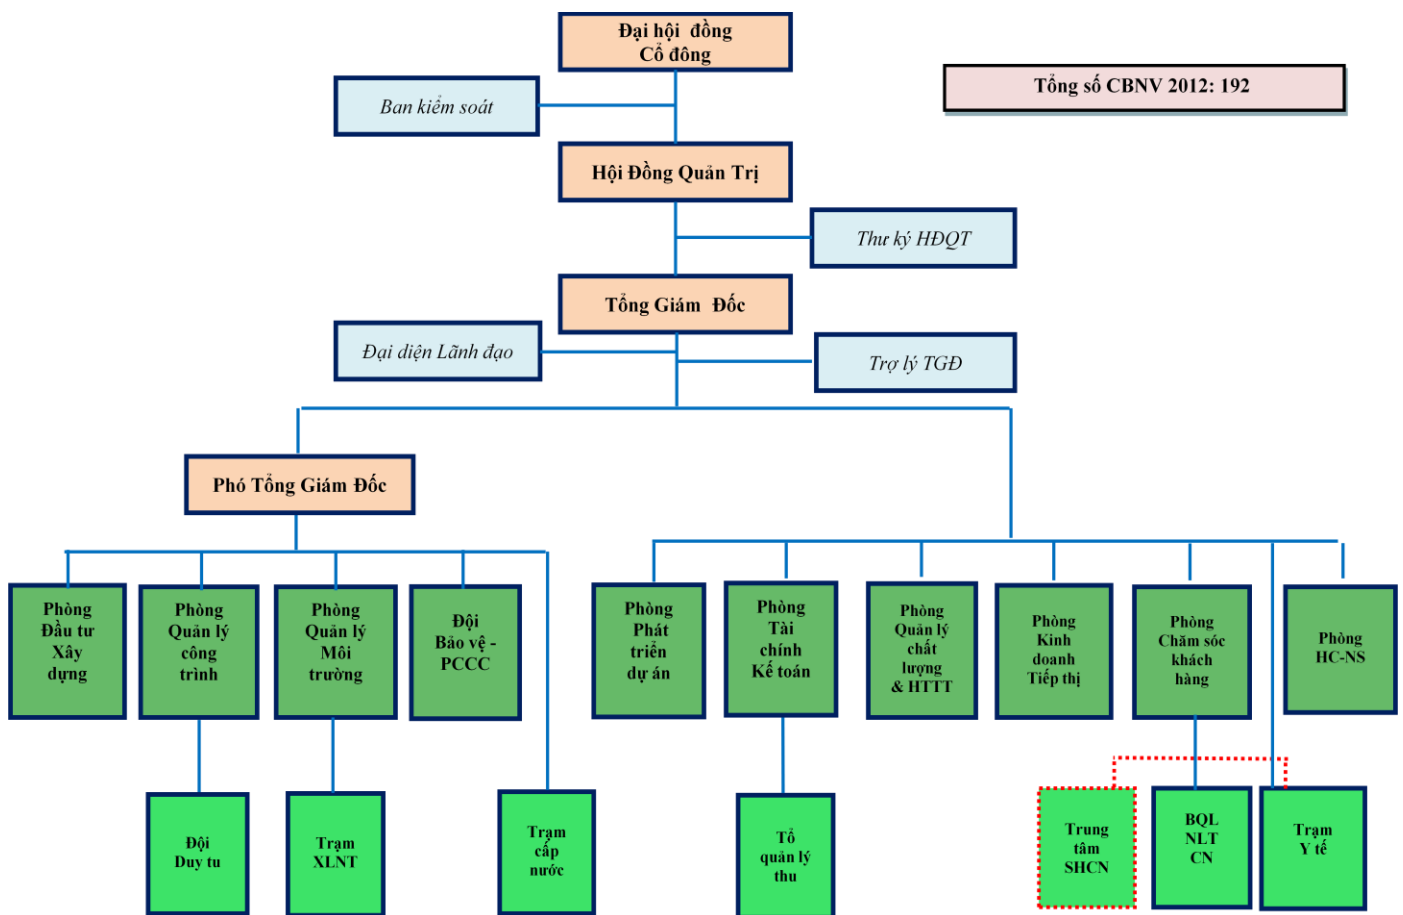 Đại hội đồng
Cổ đông
Tổng số CBNV 2012: 192
Ban kiểm soát
Hội Đồng Quản Trị
Thư ký HĐQT
Tổng Giám Đốc
Đại diện Lãnh đạo
Trợ lý TGĐ
Phó Tổng Giám Đốc
Phòng
Đầu tư
Xây
dựng
Phòng
Quản lý
công
trình
Phòng
Quản lý
Môi
trường
Đội
Bảo vệ -
PCCC
Phòng
Phát
triển
dự án
Phòng
Tài
chính
Kế toán
Phòng
Quản lý
chất
lượng
& HTTT
Phòng
Kinh
doanh
Tiếp thị
Phòng
Chăm sóc
khách
hàng
Phòng
HC-NS
Đội
Duy tu
Trạm
XLNT
Trạm
cấp
nước
Tổ
quản lý
thu
Trung
tâm
SHCN
BQL
NLT
CN
Trạm
Y tế